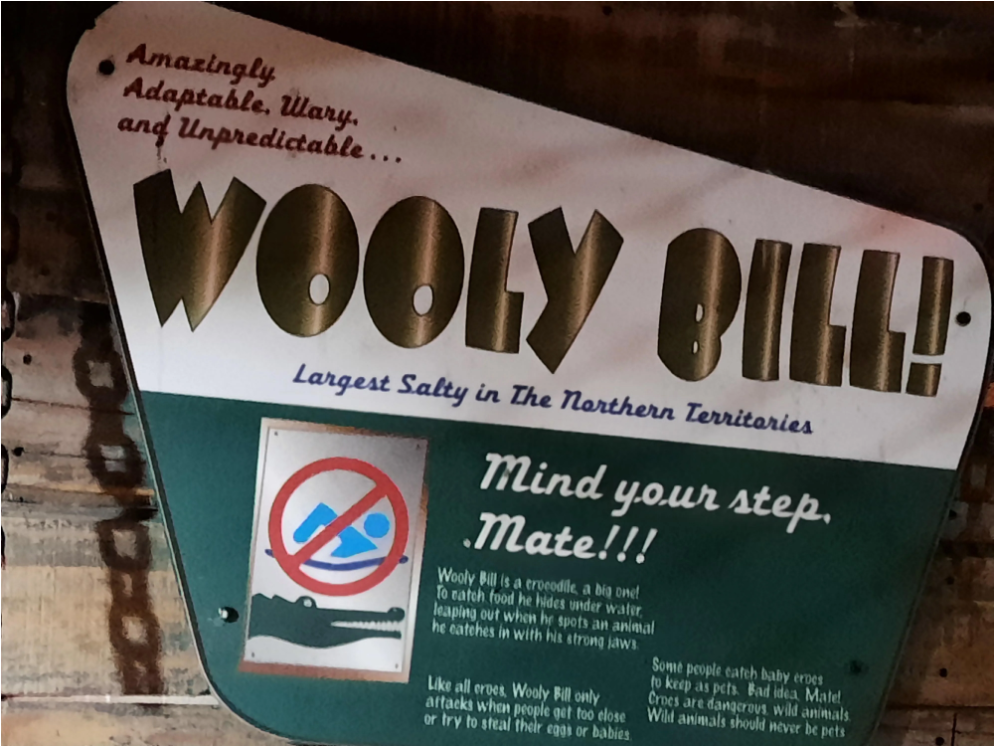 Amazingly
Adaptable, Wary,
and Unpredictable...
WOOLY BILL!
Largest Salty in The Northern Territories
Mind your step,
Mate!!!
Wooly Bill is a crocodile, a big one!
To catch food he hides under water,
leaping out when he spots an animal
he catches in with his strong jaws.
Like all crocs, Wooly Bill only
attacks when people get too close
or try to steal their eggs or babies.
Some people catch baby crocs
to keep as pets. Bad idea, Mate!
Crocs are dangerous, wild animals.
Wild animals should never be pets